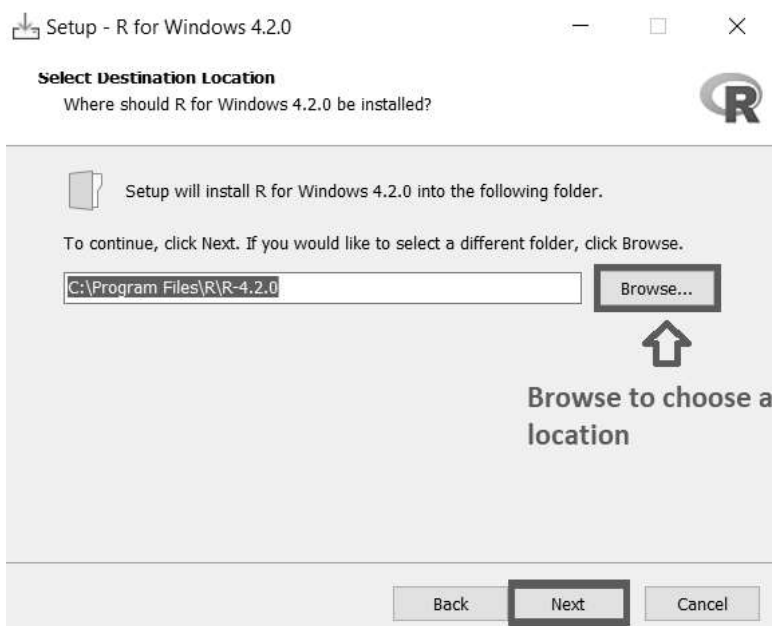 Setup - R for Windows 4.2.0
Select Destination Location
Where should R for Windows 4.2.0 be installed?
R
Setup will install R for Windows 4.2.0 into the following folder.
To continue, click Next. If you would like to select a different folder, click Browse.
C:\Program Files\R\R-4.2.0
Browse...
Browse to choose a
location
Back
Next
Cancel